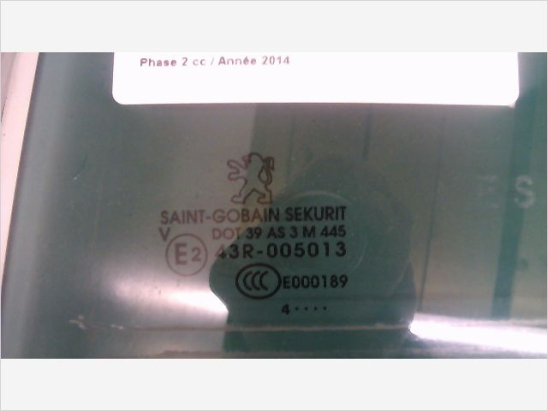 Phase 2 cc / Année 2014
SAINT-GOBAIN SEKURIT
V DOT 39 AS 3 M 445
E2 43R-005013
CCC E000189
4 ····